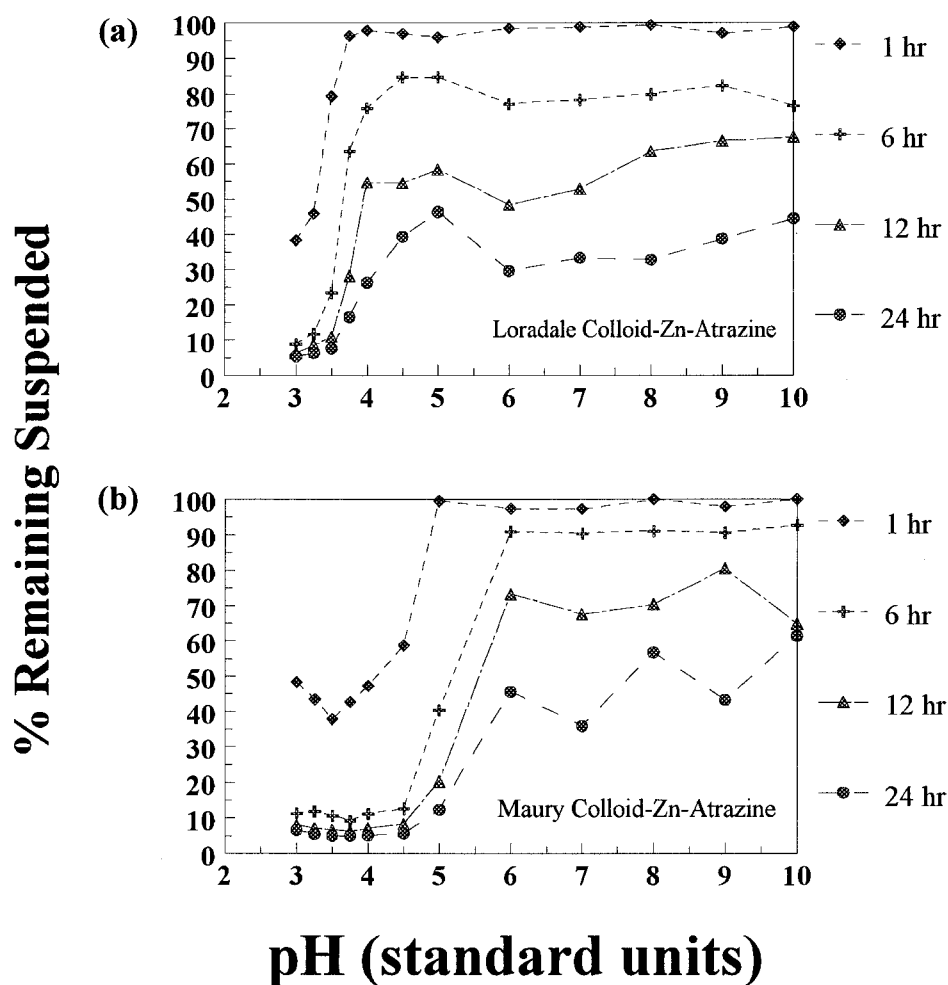 % Remaining Suspended
(a)
100
90
80
70
60
50
40
30
20
10
0
2 3 4 5 6 7 8 9 10
Loradale Colloid-Zn-Atrazine
1 hr
6 hr
12 hr
24 hr
(b)
100
90
80
70
60
50
40
30
20
10
0
2 3 4 5 6 7 8 9 10
Maury Colloid-Zn-Atrazine
1 hr
6 hr
12 hr
24 hr
pH (standard units)